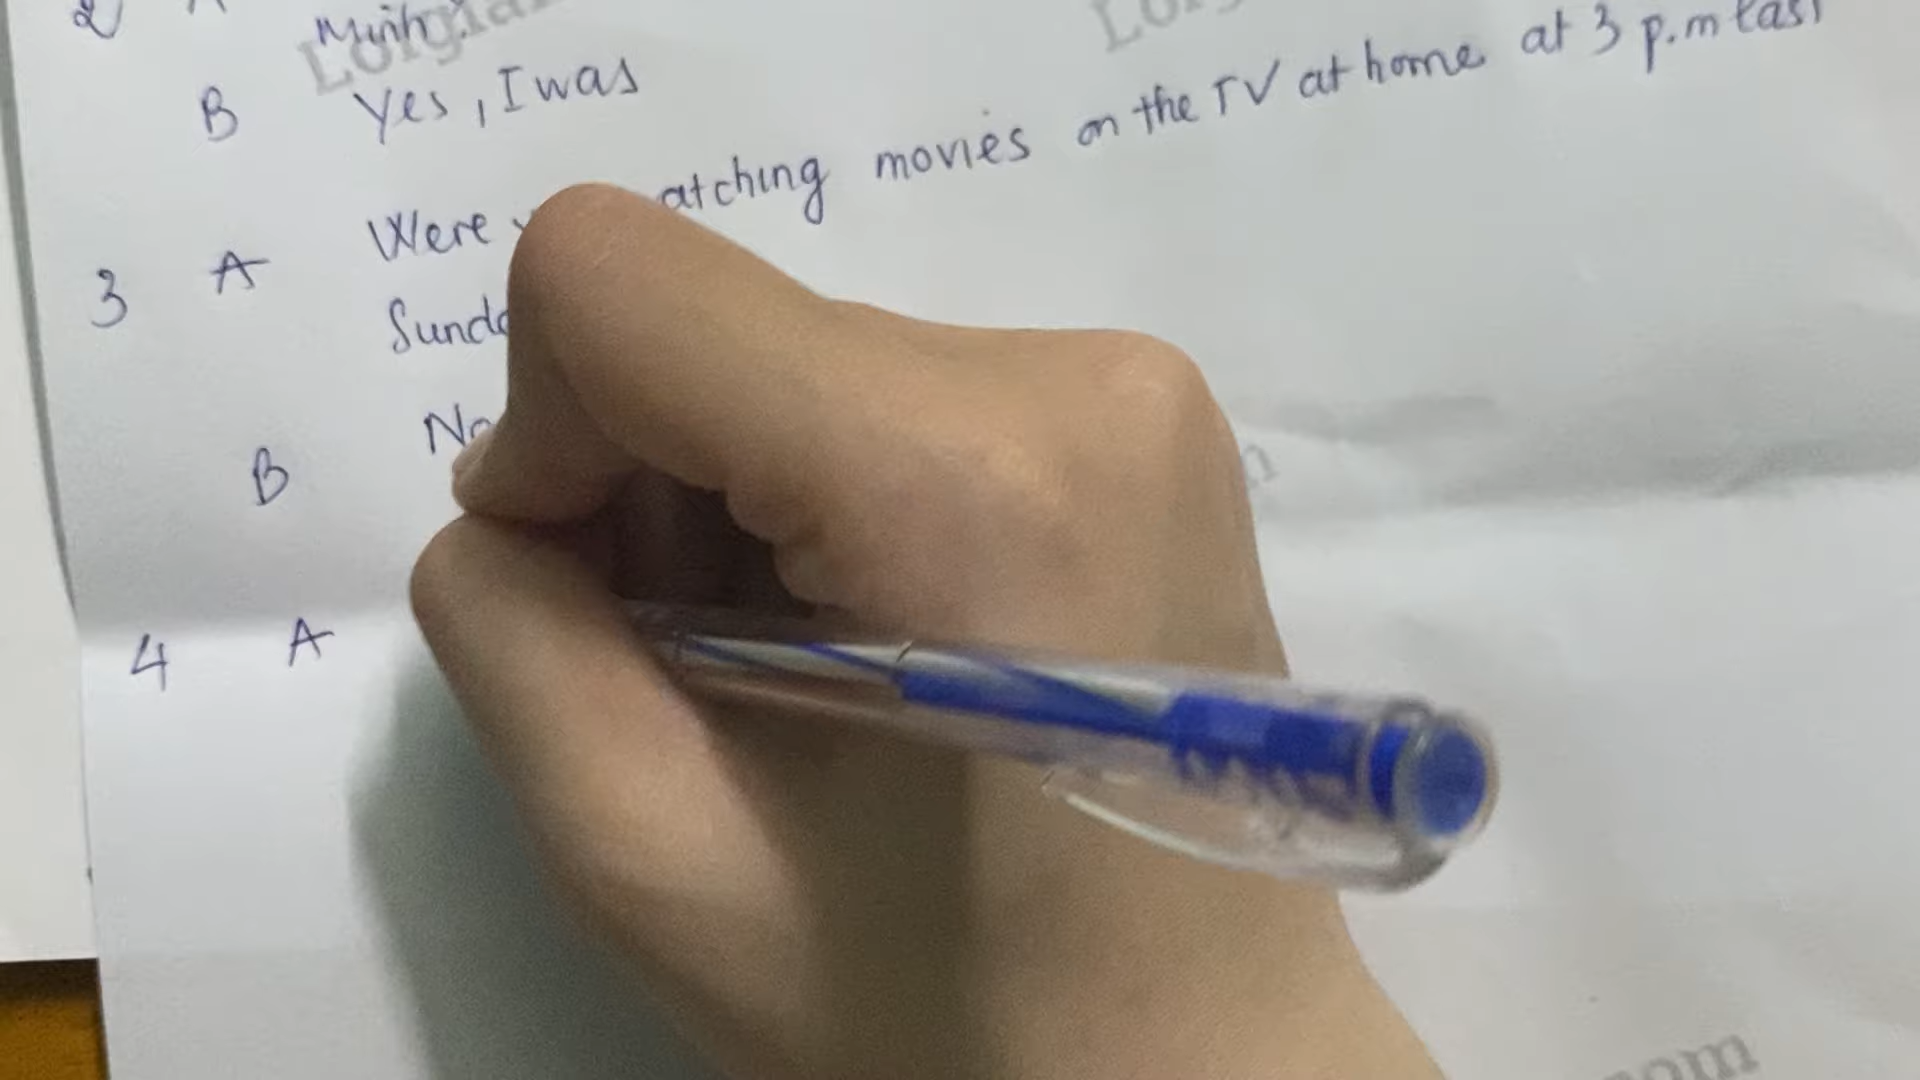 2 A
Minh?
B Yes, I was
3 A Were atching movies on the TV at home at 3 p.m last
Sund
B No
4 A